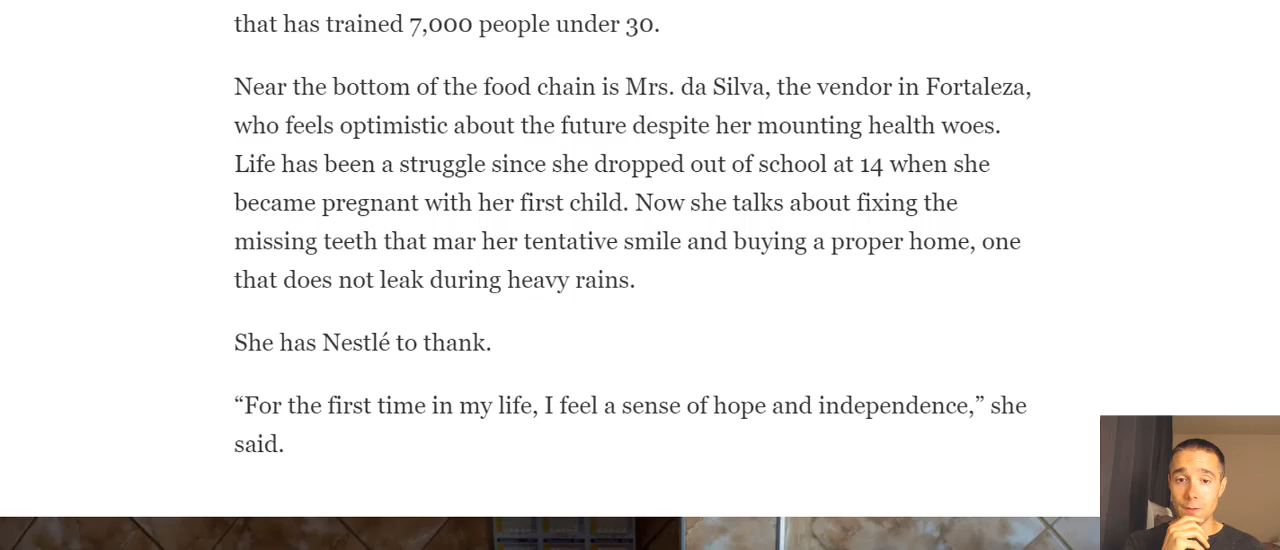 that has trained 7,000 people under 30.
Near the bottom of the food chain is Mrs. da Silva, the vendor in Fortaleza,
who feels optimistic about the future despite her mounting health woes.
Life has been a struggle since she dropped out of school at 14 when she
became pregnant with her first child. Now she talks about fixing the
missing teeth that mar her tentative smile and buying a proper home, one
that does not leak during heavy rains.
She has Nestlé to thank.
“For the first time in my life, I feel a sense of hope and independence,” she
said.